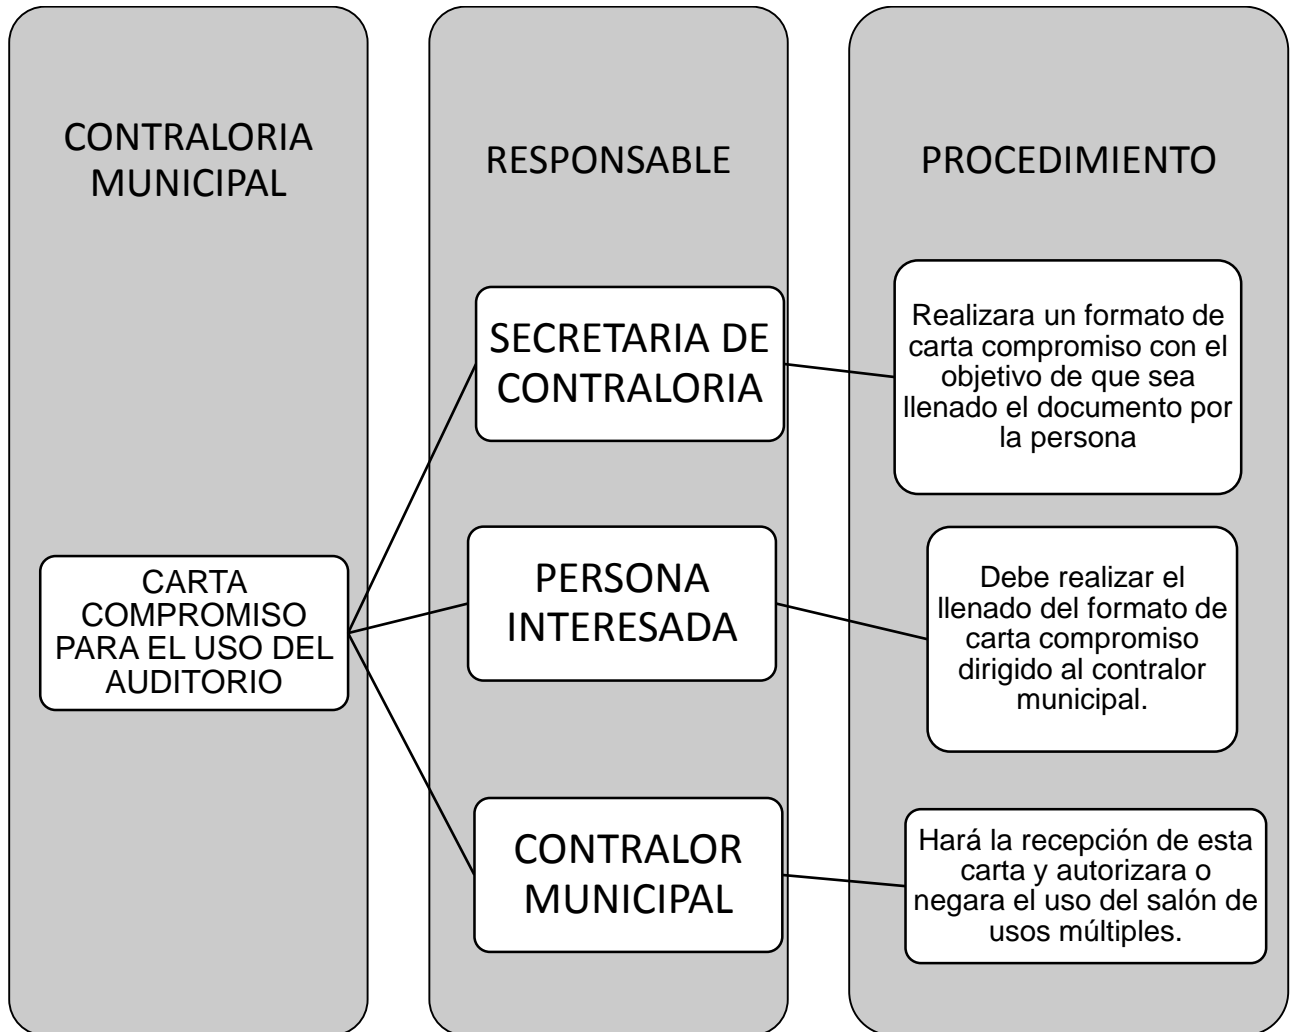 CONTRALORIA
MUNICIPAL
RESPONSABLE
PROCEDIMIENTO
CARTA
COMPROMISO
PARA EL USO DEL
AUDITORIO
SECRETARIA DE
CONTRALORIA
Realizara un formato de
carta compromiso con el
objetivo de que sea
llenado el documento por
la persona
PERSONA
INTERESADA
Debe realizar el
llenado del formato de
carta compromiso
dirigido al contralor
municipal.
CONTRALOR
MUNICIPAL
Hará la recepción de esta
carta y autorizara o
negara el uso del salón de
usos múltiples.